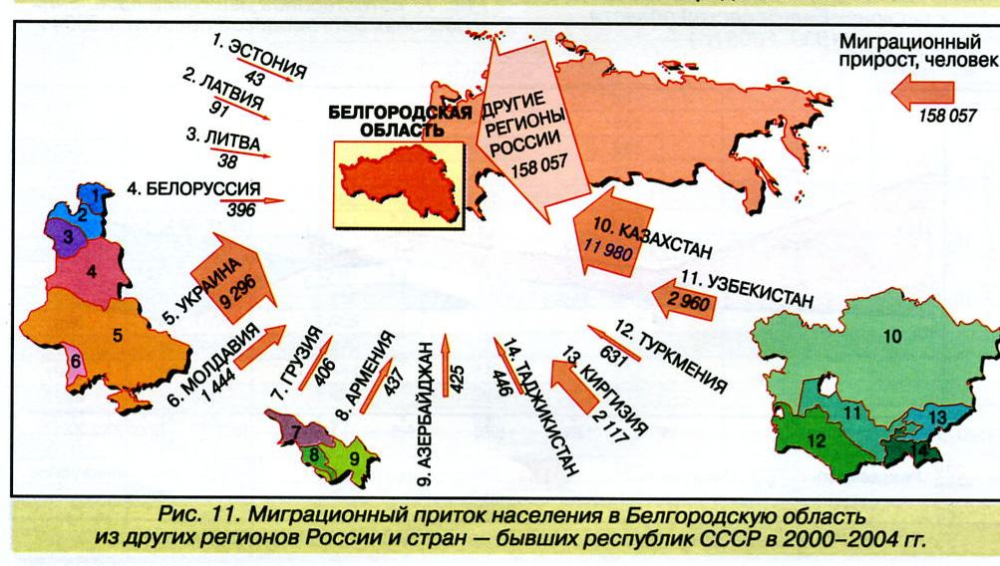 Миграционный
прирост, человек
158 057
1. ЭСТОНИЯ
43
2. ЛАТВИЯ
91
3. ЛИТВА
38
4. БЕЛОРУССИЯ
396
БЕЛГОРОДСКАЯ
ОБЛАСТЬ
ДРУГИЕ
РЕГИОНЫ
РОССИИ
158 057
5. УКРАИНА
9 296
6. МОЛДАВИЯ
1 444
7. ГРУЗИЯ
406
8. АРМЕНИЯ
437
9. АЗЕРБАЙДЖАН
425
14. ТАДЖИКИСТАН
446
13. КИРГИЗИЯ
2 117
12. ТУРКМЕНИЯ
631
11. УЗБЕКИСТАН
2 960
10. КАЗАХСТАН
11 980
1
2
3
4
5
6
7
8
9
10
11
12
13
14
Рис. 11. Миграционный приток населения в Белгородскую область
из других регионов России и стран — бывших республик СССР в 2000–2004 гг.